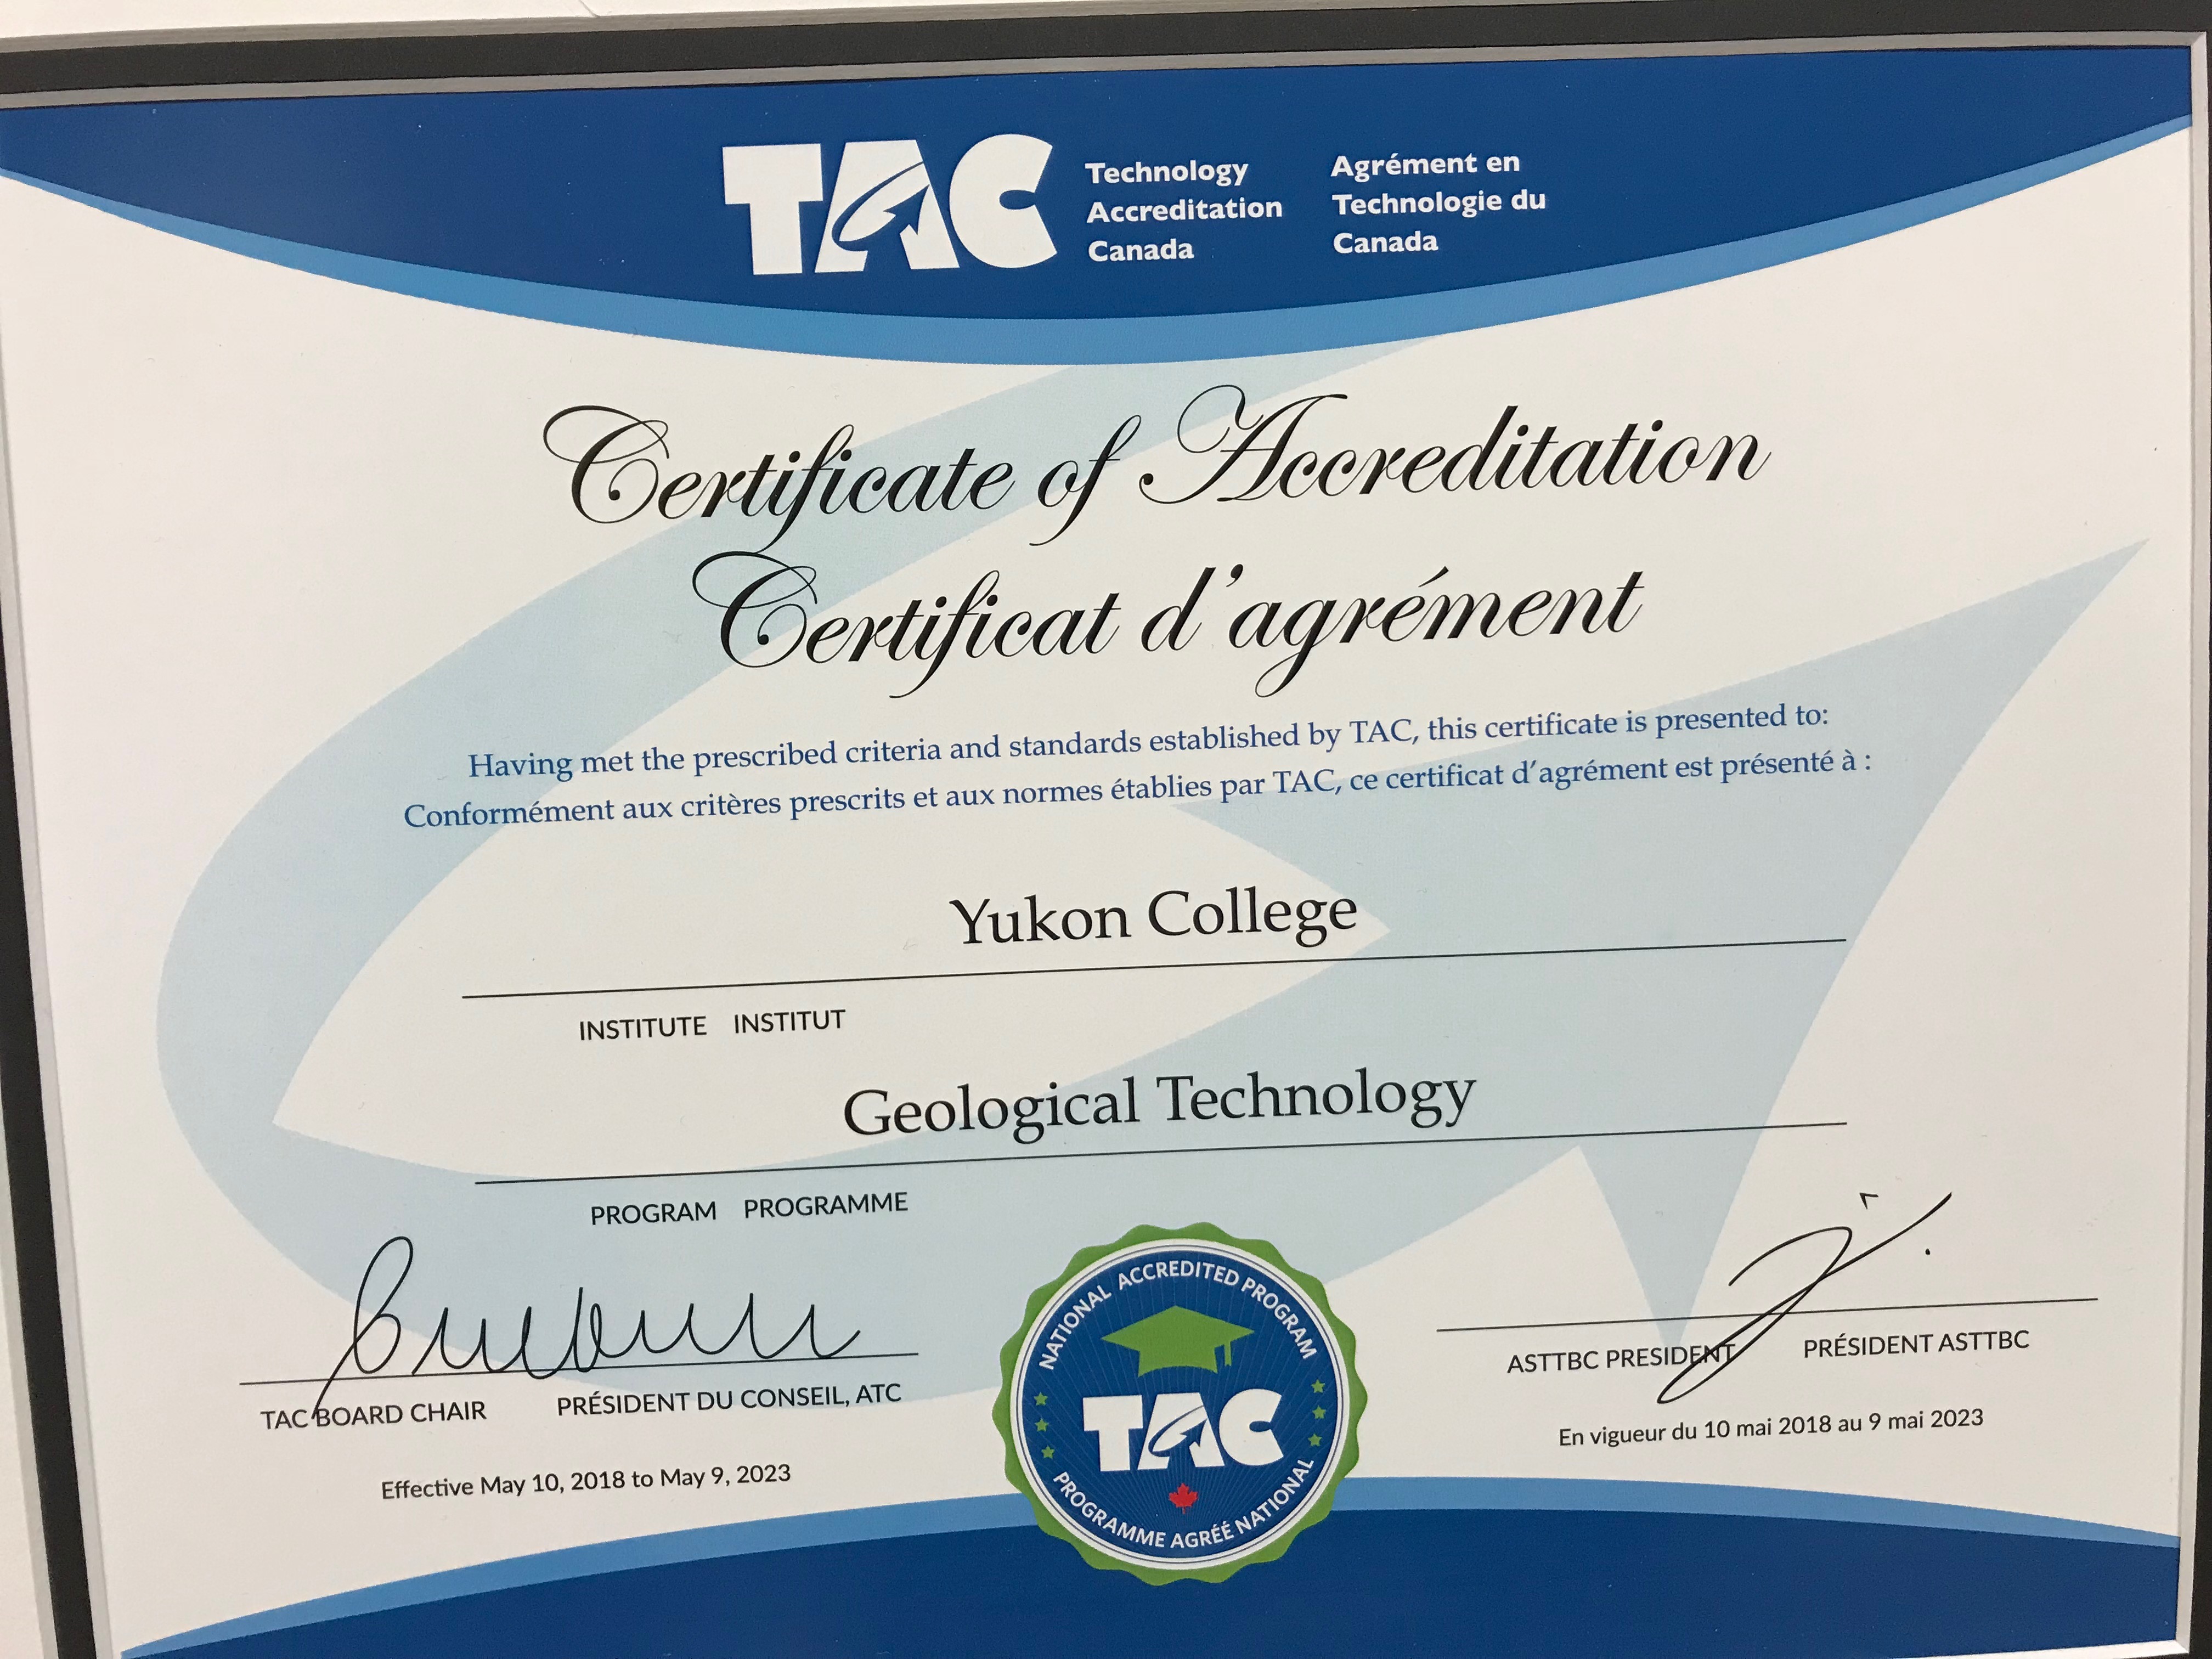 TAC
Technology
Accreditation
Canada
Agrément en
Technologie du
Canada
Certificate of Accreditation
Certificat d'agrément
Having met the prescribed criteria and standards established by TAC, this certificate is presented to:
Conformément aux critères prescrits et aux normes établies par TAC, ce certificat d'agrément est présenté à :
Yukon College
INSTITUTE INSTITUT
Geological Technology
PROGRAM PROGRAMME
TAC BOARD CHAIR PRÉSIDENT DU CONSEIL, ATC
Effective May 10, 2018 to May 9, 2023
NATIONAL ACCREDITED PROGRAM
TAC
PROGRAMME AGRÉÉ NATIONAL
ASTTBC PRESIDENT PRÉSIDENT ASTTBC
En vigueur du 10 mai 2018 au 9 mai 2023